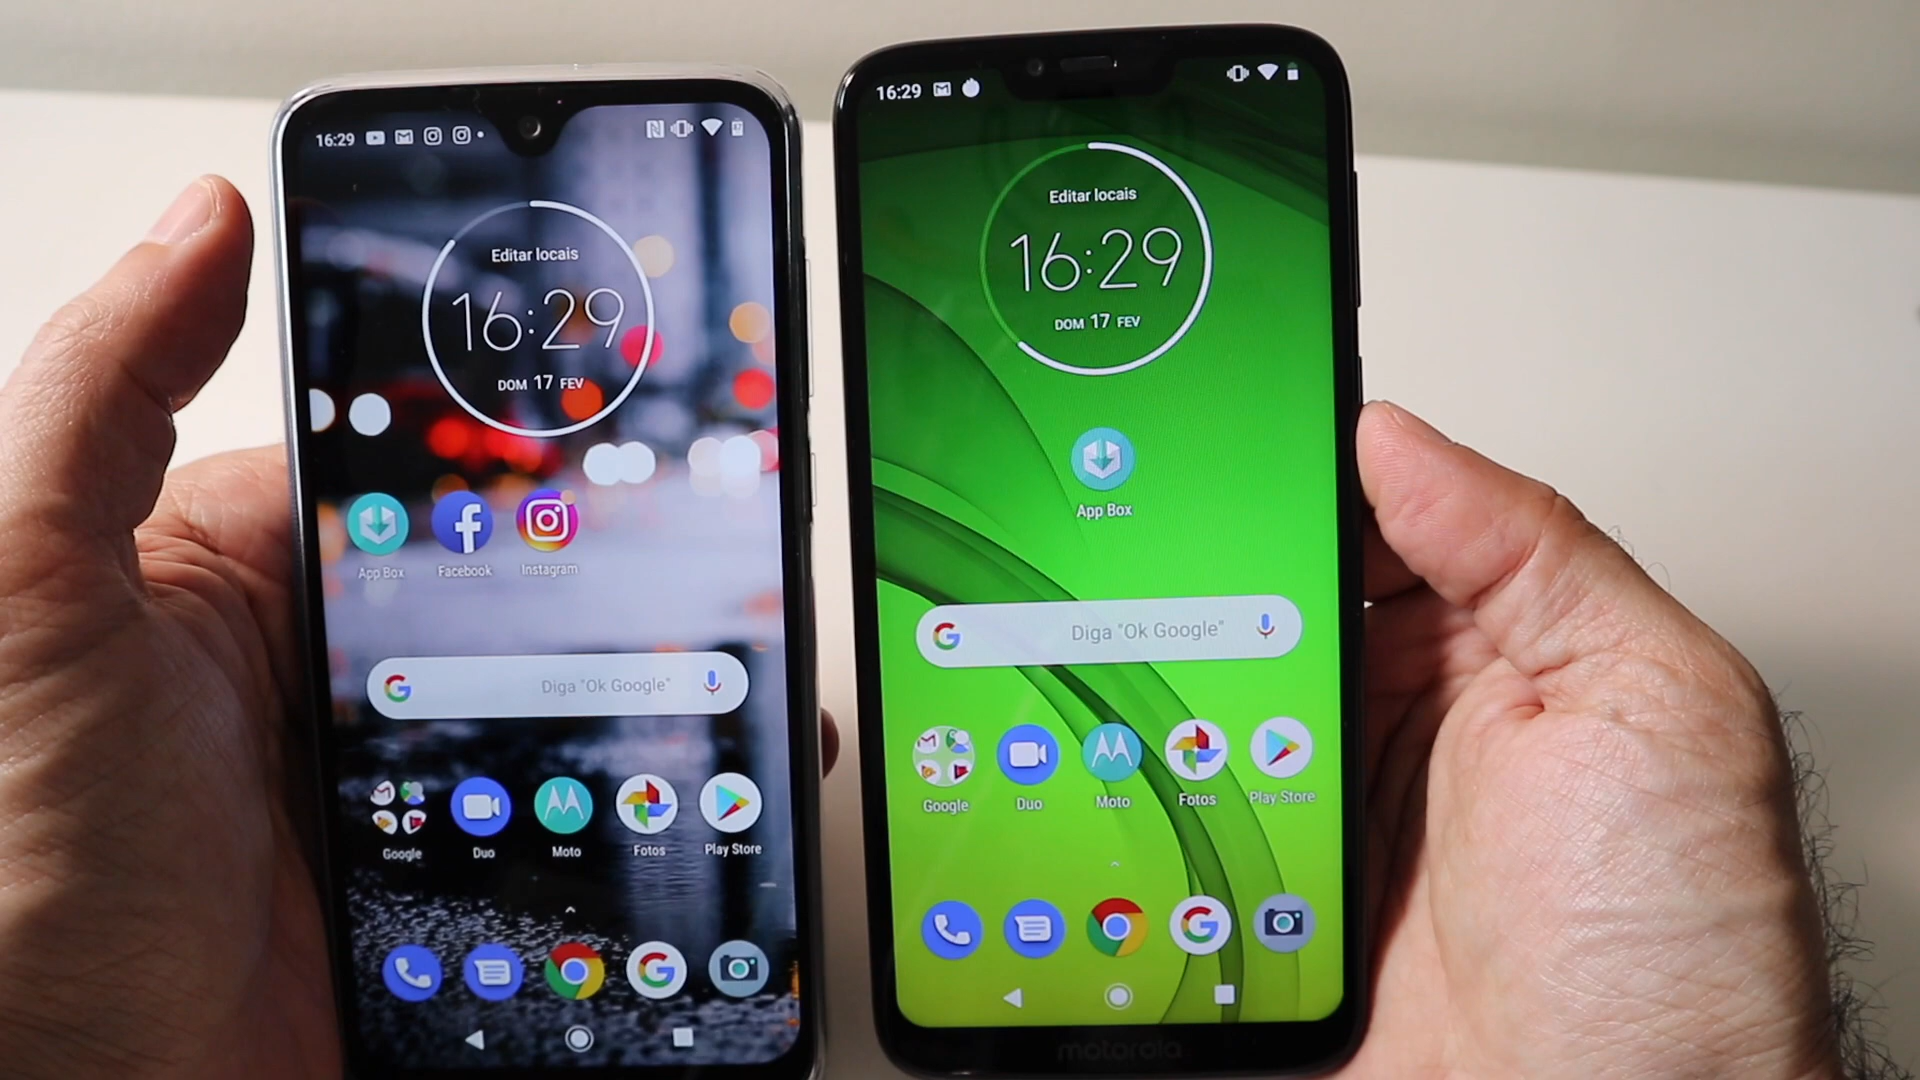 16:29
Editar locais
16:29
DOM 17 FEV
App Box
Facebook
Instagram
G Diga "Ok Google"
Google
Duo
Moto
Fotos
Play Store
G
16:29
Editar locais
16:29
DOM 17 FEV
App Box
G Diga "Ok Google"
Google
Duo
Moto
Fotos
Play Store
G
motorola